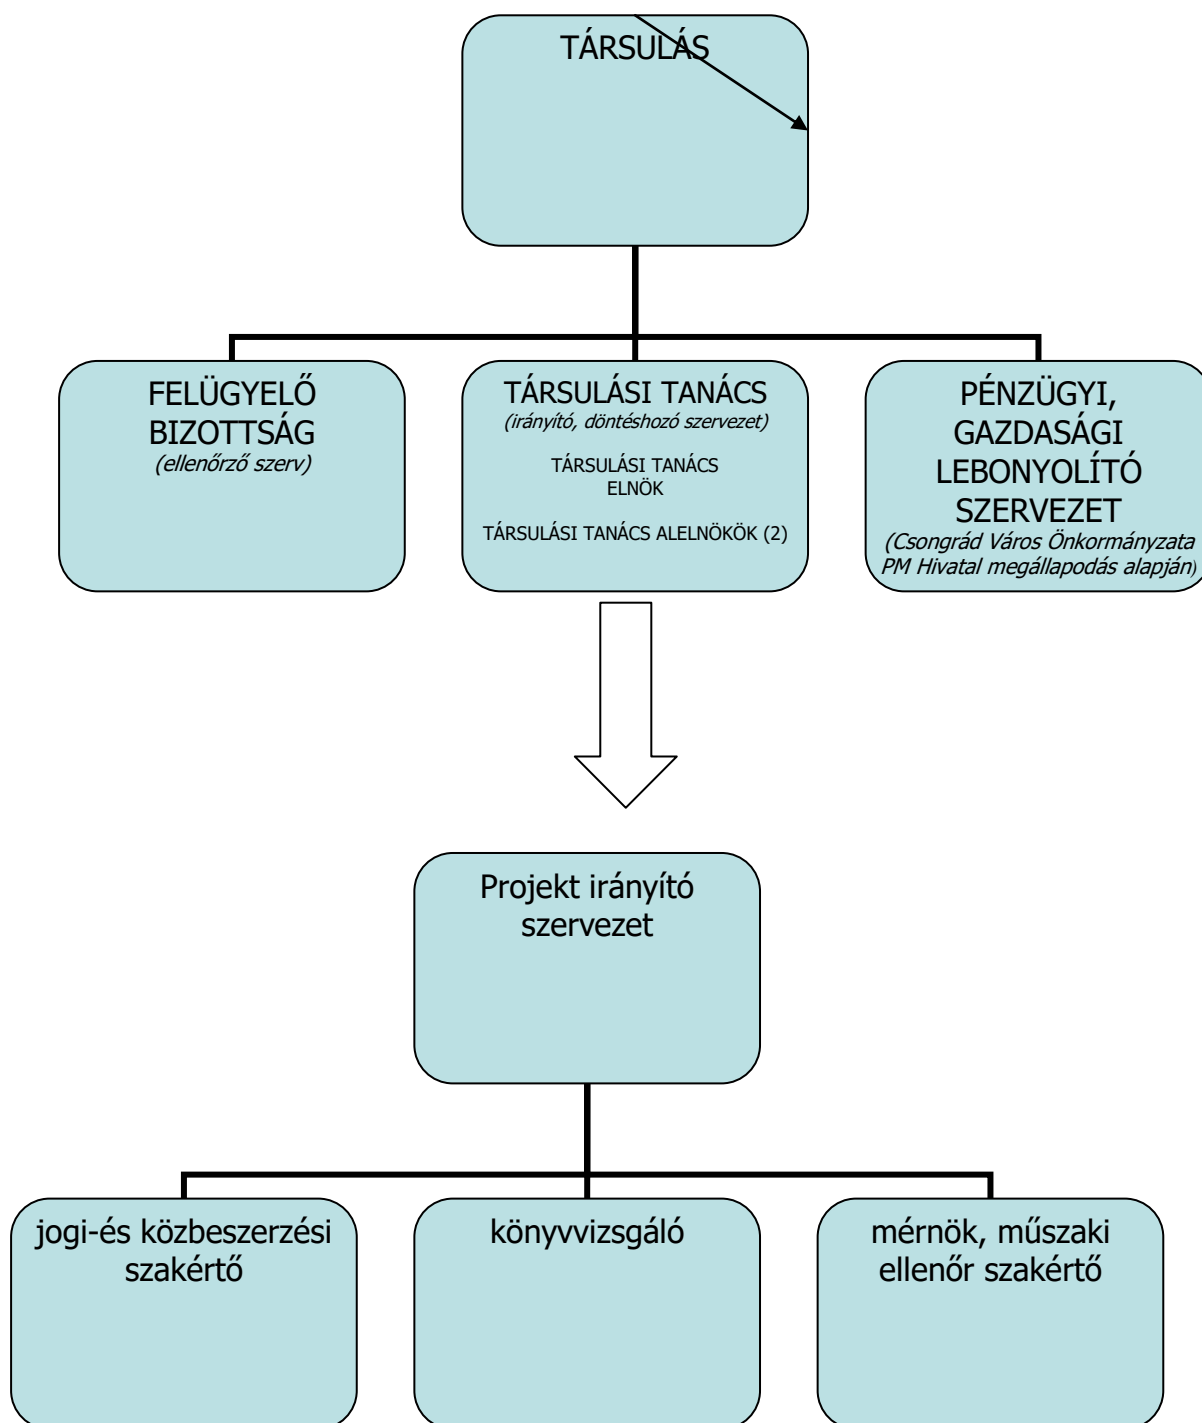 TÁRSULÁS
FELÜGYELŐ
BIZOTTSÁG
(ellenőrző szerv)
TÁRSULÁSI TANÁCS
(irányító, döntéshozó szervezet)
TÁRSULÁSI TANÁCS
ELNÖK
TÁRSULÁSI TANÁCS ALELNÖKÖK (2)
PÉNZÜGYI,
GAZDASÁGI
LEBONYOLÍTÓ
SZERVEZET
(Csongrád Város Önkormányzata
PM Hivatal megállapodás alapján)
Projekt irányító
szervezet
jogi-és közbeszerzési
szakértő
könyvvizsgáló
mérnök, műszaki
ellenőr szakértő